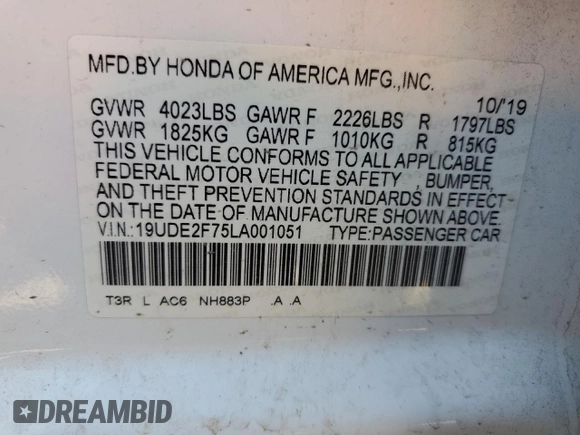 MFD.BY HONDA OF AMERICA MFG.,INC.
10/'19
GVWR 4023LBS GAWR F 2226LBS R 1797LBS
GVWR 1825KG GAWR F 1010KG R 815KG
THIS VEHICLE CONFORMS TO ALL APPLICABLE
FEDERAL MOTOR VEHICLE SAFETY , BUMPER,
AND THEFT PREVENTION STANDARDS IN EFFECT
ON THE DATE OF MANUFACTURE SHOWN ABOVE.
V.I.N.:19UDE2F75LA001051 TYPE:PASSENGER CAR
T3R L AC6 NH883P .A .A
DREAMBID